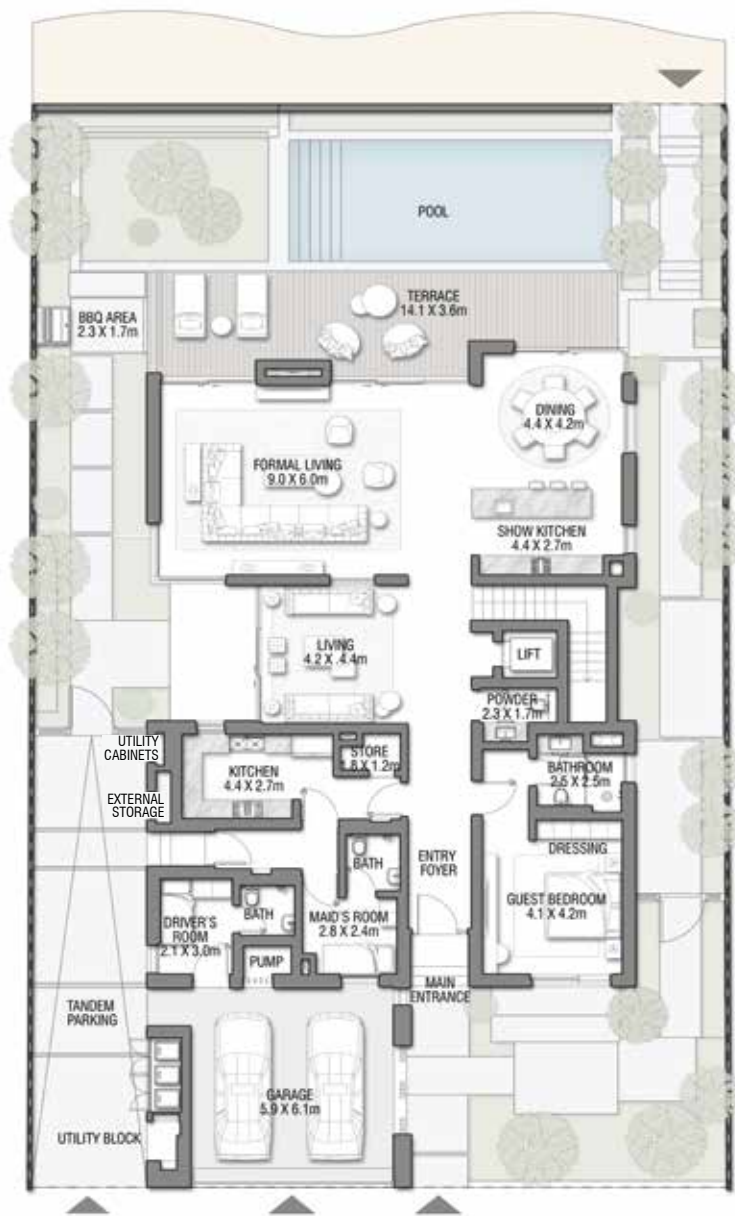 POOL
TERRACE
14.1 X 3.6m
BBQ AREA
2.3 X 1.7m
DINING
4.4 X 4.2m
FORMAL LIVING
9.0 X 6.0m
SHOW KITCHEN
4.4 X 2.7m
LIVING
4.2 X .4.4m
LIFT
POWDER
2.3 X 1.7m
UTILITY
CABINETS
STORE
1.8 X 1.2m
KITCHEN
4.4 X 2.7m
BATHROOM
2.5 X 2.5m
EXTERNAL
STORAGE
DRESSING
BATH
ENTRY
FOYER
GUEST BEDROOM
4.1 X 4.2m
DRIVER'S
ROOM
2.1 X 3.0m
BATH
MAID'S ROOM
2.8 X 2.4m
PUMP
MAIN
ENTRANCE
TANDEM
PARKING
GARAGE
5.9 X 6.1m
UTILITY BLOCK